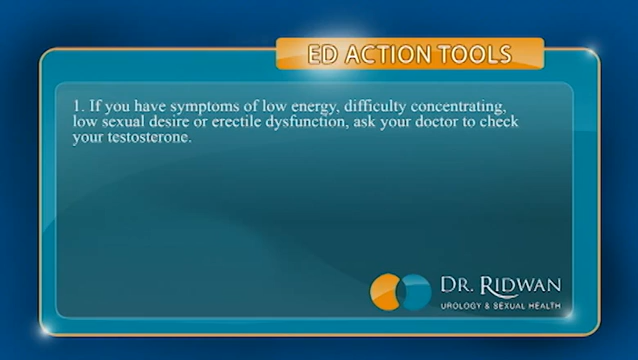 ED ACTION TOOLS
1. If you have symptoms of low energy, difficulty concentrating,
low sexual desire or erectile dysfunction, ask your doctor to check
your testosterone.
DR. RIDWAN
UROLOGY & SEXUAL HEALTH